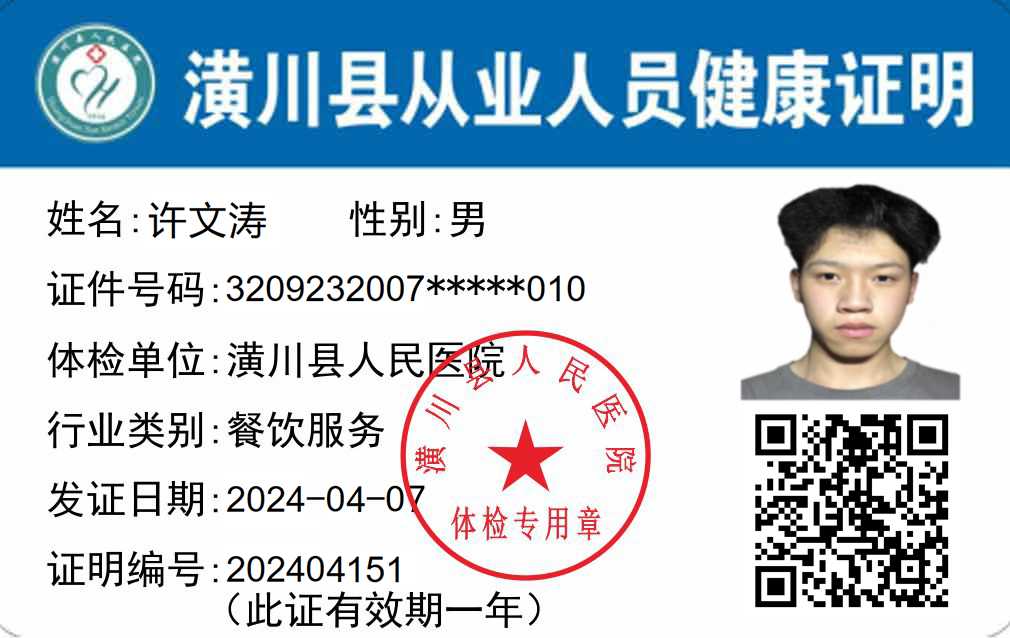 潢川县从业人员健康证明
姓名:许文涛 性别:男
证件号码:3209232007*****010
体检单位:潢川县人民医院
行业类别:餐饮服务
发证日期:2024-04-07
证明编号:202404151
（此证有效期一年）
潢川县人民医院
体检专用章